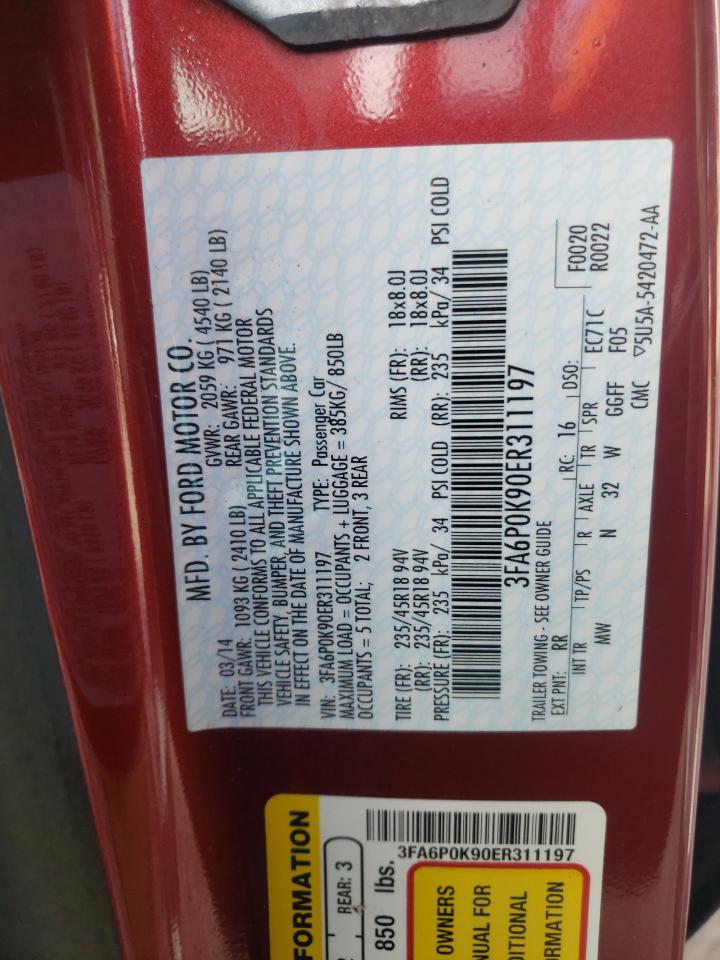 MFD. BY FORD MOTOR CO.
DATE: 03/14 GVWR: 2059 KG ( 4540 LB)
FRONT GAWR: 1093 KG ( 2410 LB) REAR GAWR: 971 KG ( 2140 LB)
THIS VEHICLE CONFORMS TO ALL APPLICABLE FEDERAL MOTOR
VEHICLE SAFETY, BUMPER, AND THEFT PREVENTION STANDARDS
IN EFFECT ON THE DATE OF MANUFACTURE SHOWN ABOVE.
VIN: 3FA6P0K90ER311197 TYPE: Passenger Car
MAXIMUM LOAD = OCCUPANTS + LUGGAGE = 385KG/ 850LB
OCCUPANTS = 5 TOTAL; 2 FRONT, 3 REAR
TIRE (FR): 235/45R18 94V RIMS (FR): 18x8.0J
(RR): 235/45R18 94V (RR): 18x8.0J
PRESSURE (FR): 235 kPa/ 34 PSI COLD (RR): 235 kPa/ 34 PSI COLD
3FA6P0K90ER311197
TRAILER TOWING - SEE OWNER GUIDE
EXT PNT: RR RC: 16 DSO: F0020
R0022
INT TR TP/PS R AXLE TR SPR EC71C
MW N 32 W GGFF F05
CMC ▽5U5A-5420472-AA
FORMATION
REAR: 3
850 lbs.
3FA6P0K90ER311197
OWNERS
NUAL FOR
DITIONAL
ORMATION